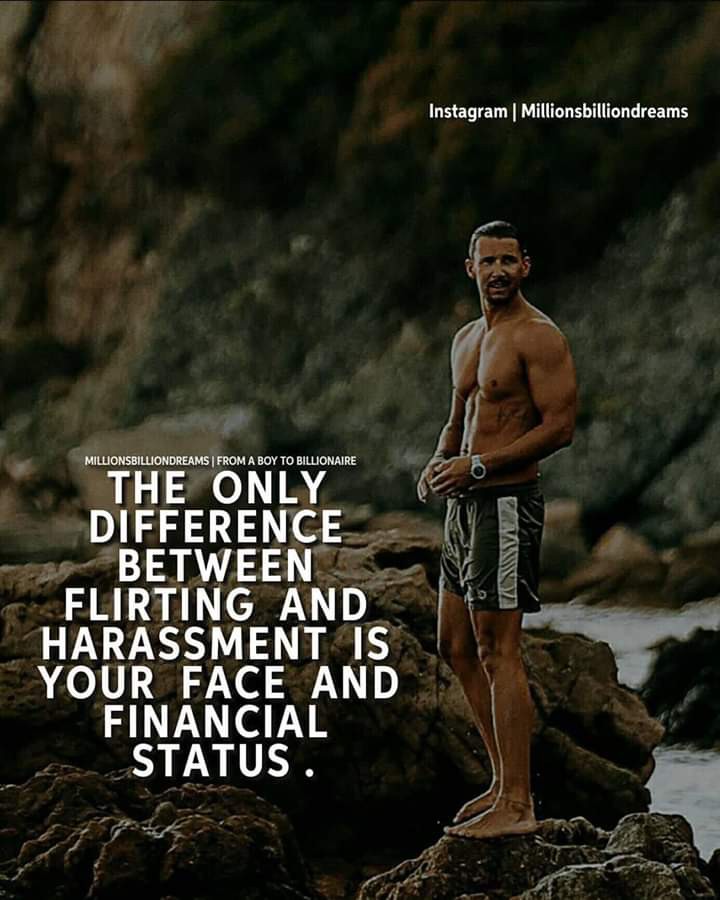 Instagram | Millionsbilliondreams
MILLIONSBILLIONDREAMS | FROM A BOY TO BILLIONAIRE
THE ONLY
DIFFERENCE
BETWEEN
FLIRTING AND
HARASSMENT IS
YOUR FACE AND
FINANCIAL
STATUS .